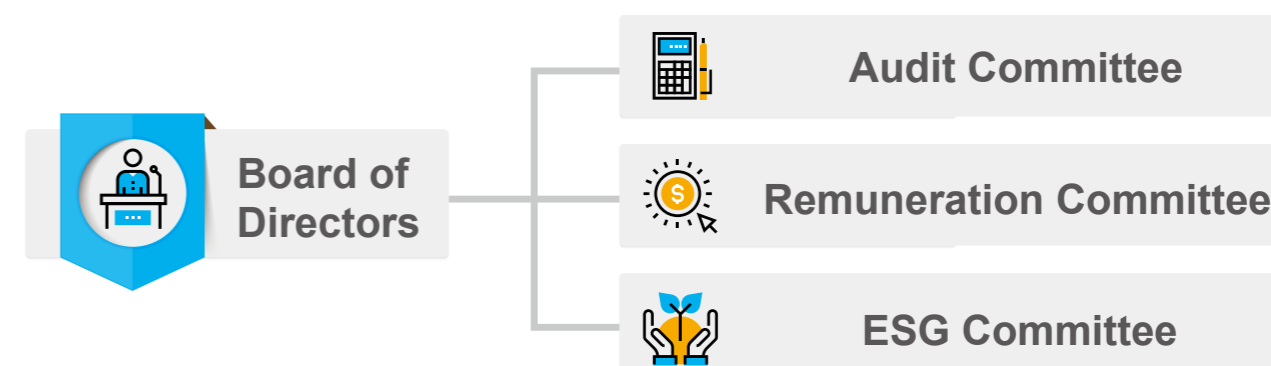 Board of
Directors
Audit Committee
Remuneration Committee
ESG Committee